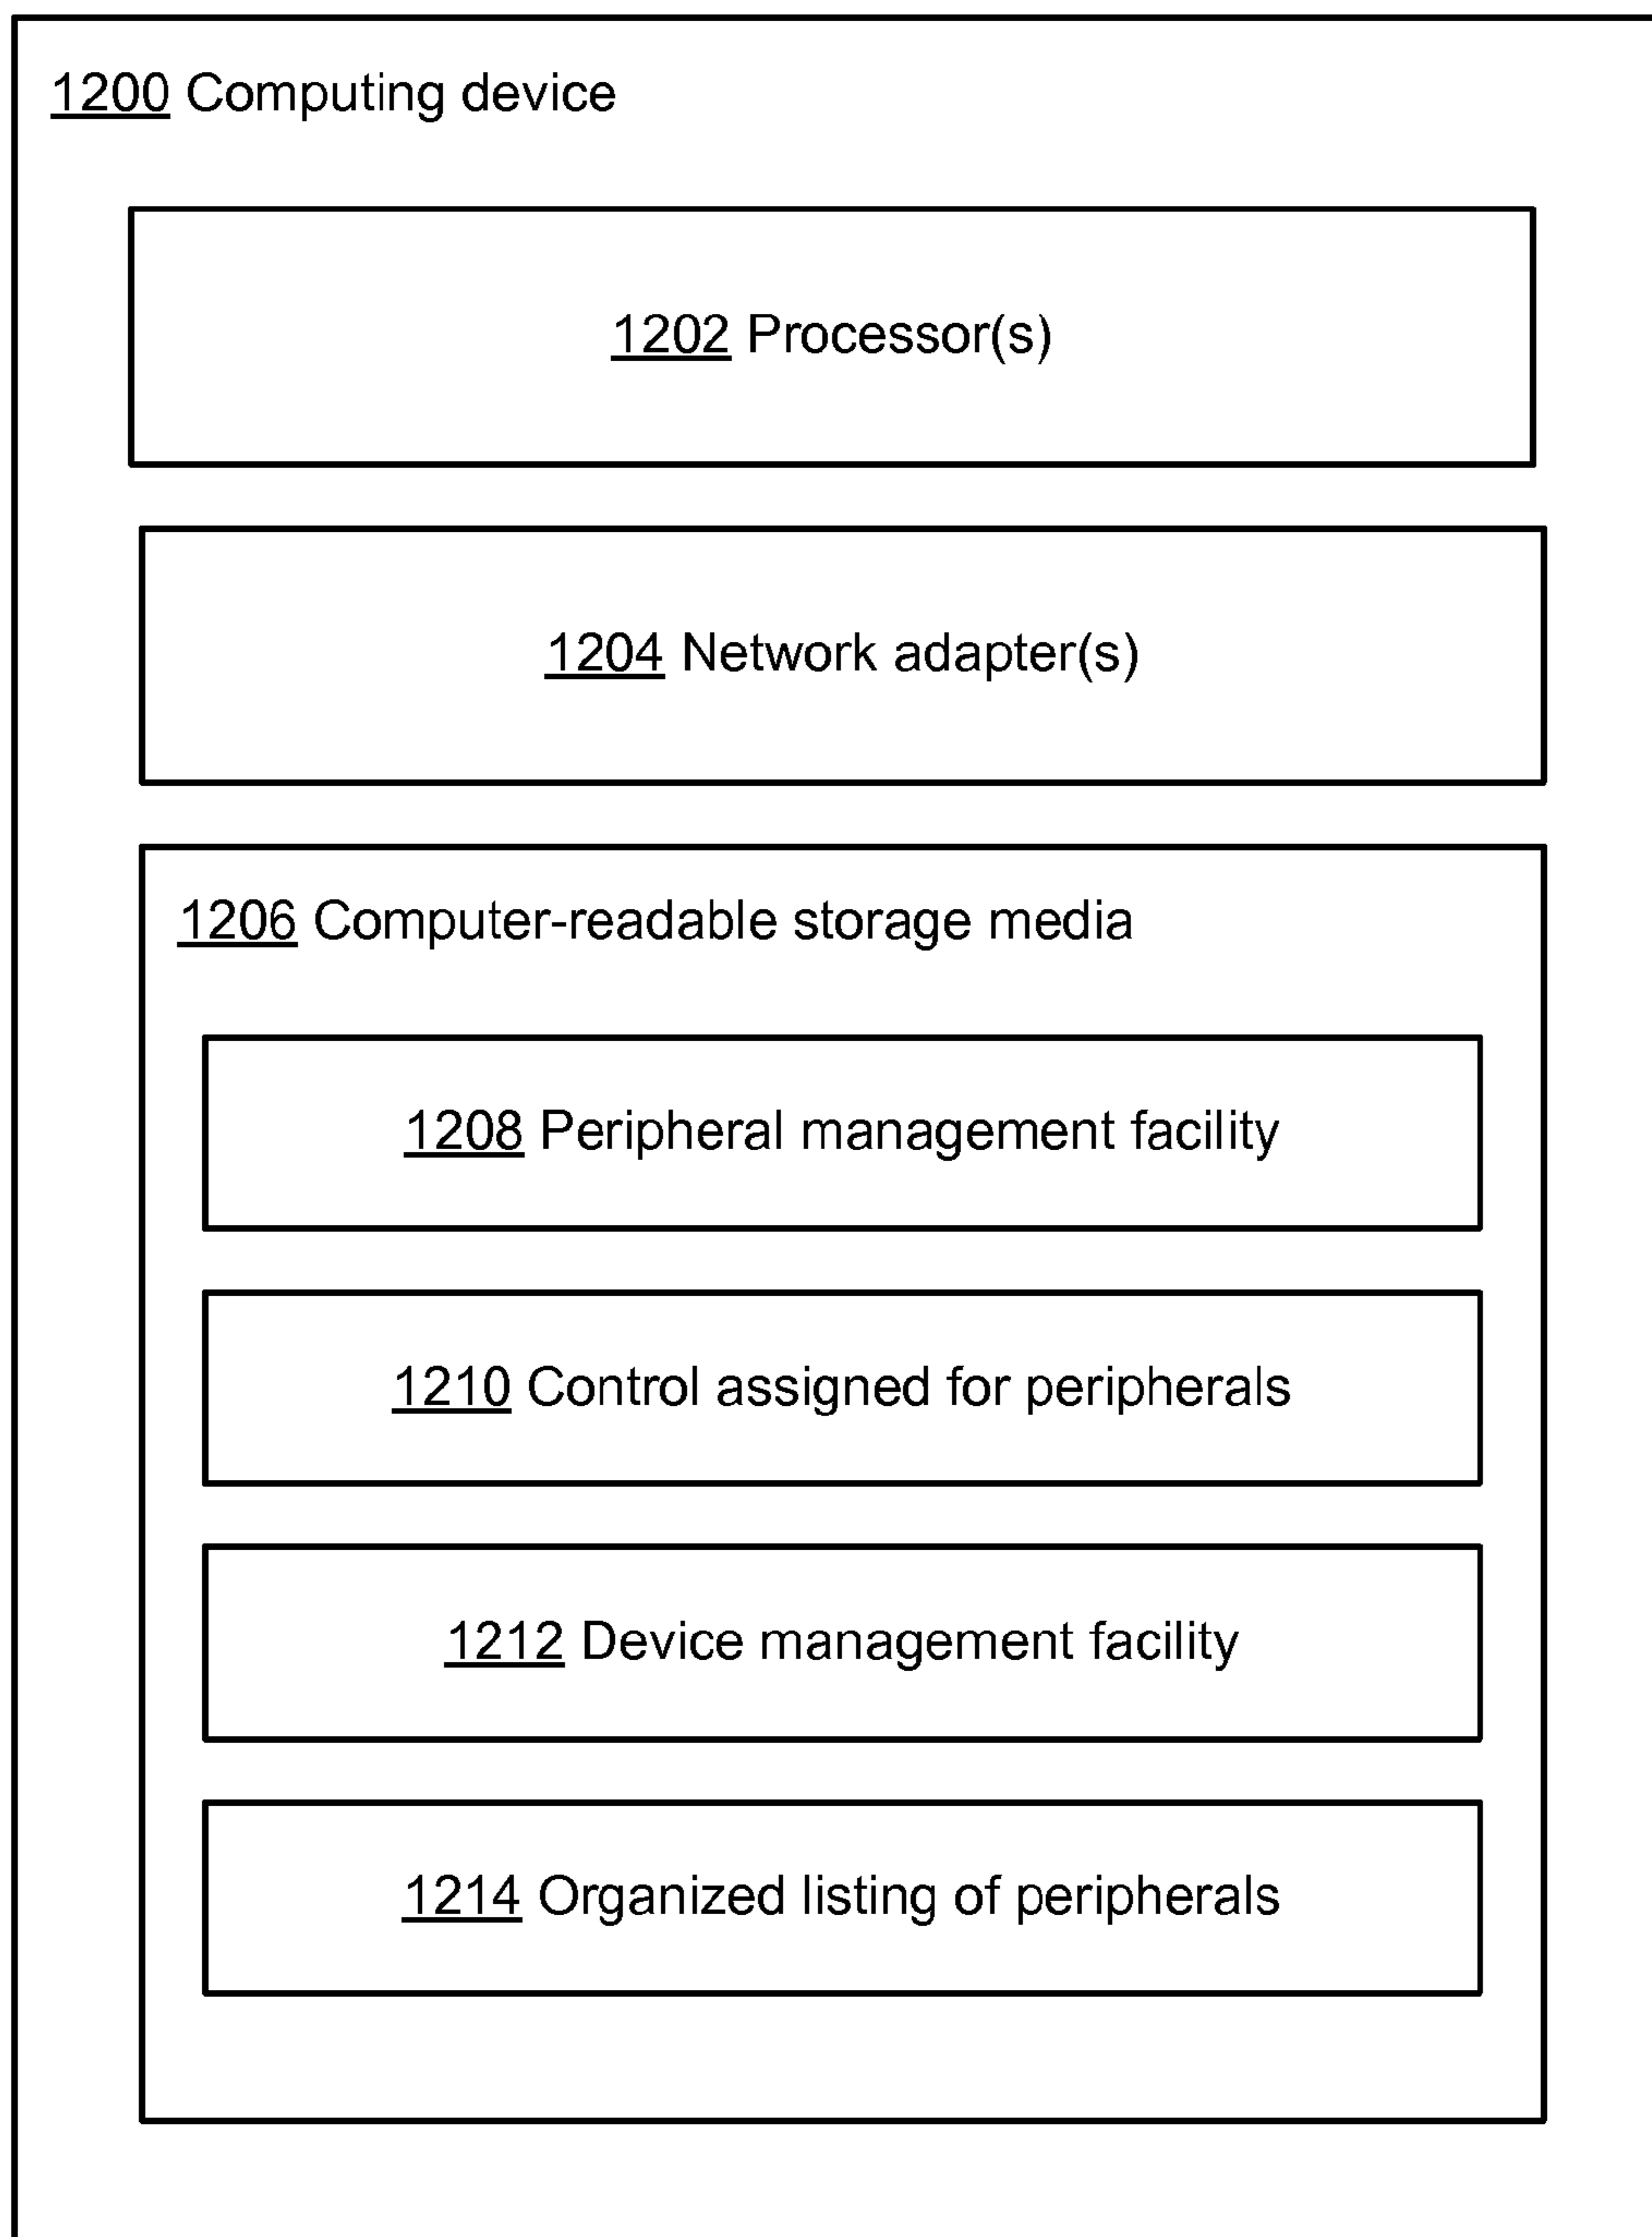 1200 Computing device
1202 Processor(s)
1204 Network adapter(s)
1206 Computer-readable storage media
1208 Peripheral management facility
1210 Control assigned for peripherals
1212 Device management facility
1214 Organized listing of peripherals